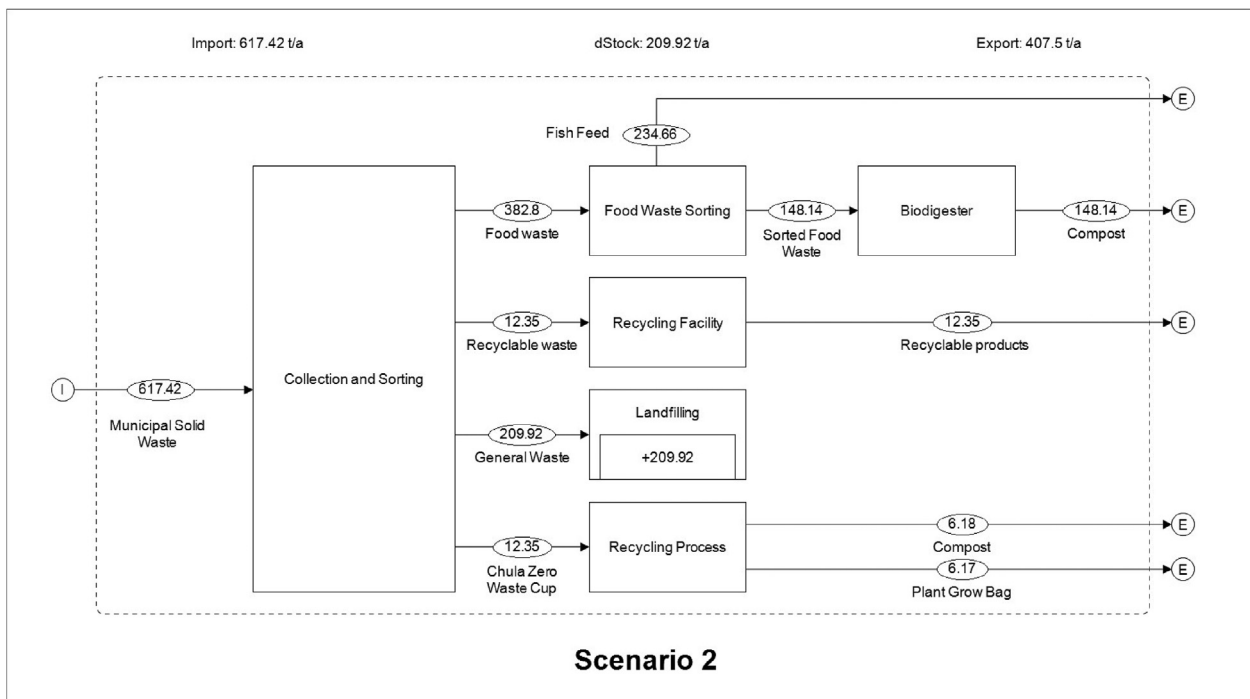 Import: 617.42 t/a
dStock: 209.92 t/a
Export: 407.5 t/a
E
Fish Feed
234.66
Food Waste Sorting
Biodigester
382.8
Food waste
148.14
Sorted Food
Waste
148.14
Compost
E
12.35
Recyclable waste
Recycling Facility
12.35
Recyclable products
E
Collection and Sorting
I
617.42
Municipal Solid
Waste
Landfilling
+209.92
209.92
General Waste
12.35
Chula Zero
Waste Cup
Recycling Process
6.18
Compost
E
6.17
Plant Grow Bag
E
Scenario 2